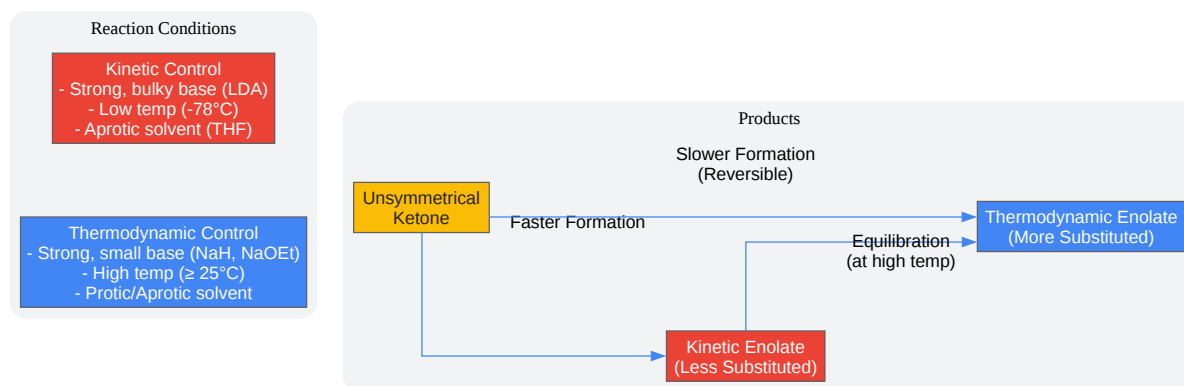 Reaction Conditions
Kinetic Control
- Strong, bulky base (LDA)
- Low temp (-78°C)
- Aprotic solvent (THF)
Thermodynamic Control
- Strong, small base (NaH, NaOEt)
- High temp (≥ 25°C)
- Protic/Aprotic solvent
Products
Slower Formation
(Reversible)
Unsymmetrical
Ketone
Faster Formation
Thermodynamic Enolate
(More Substituted)
Equilibration
(at high temp)
Kinetic Enolate
(Less Substituted)